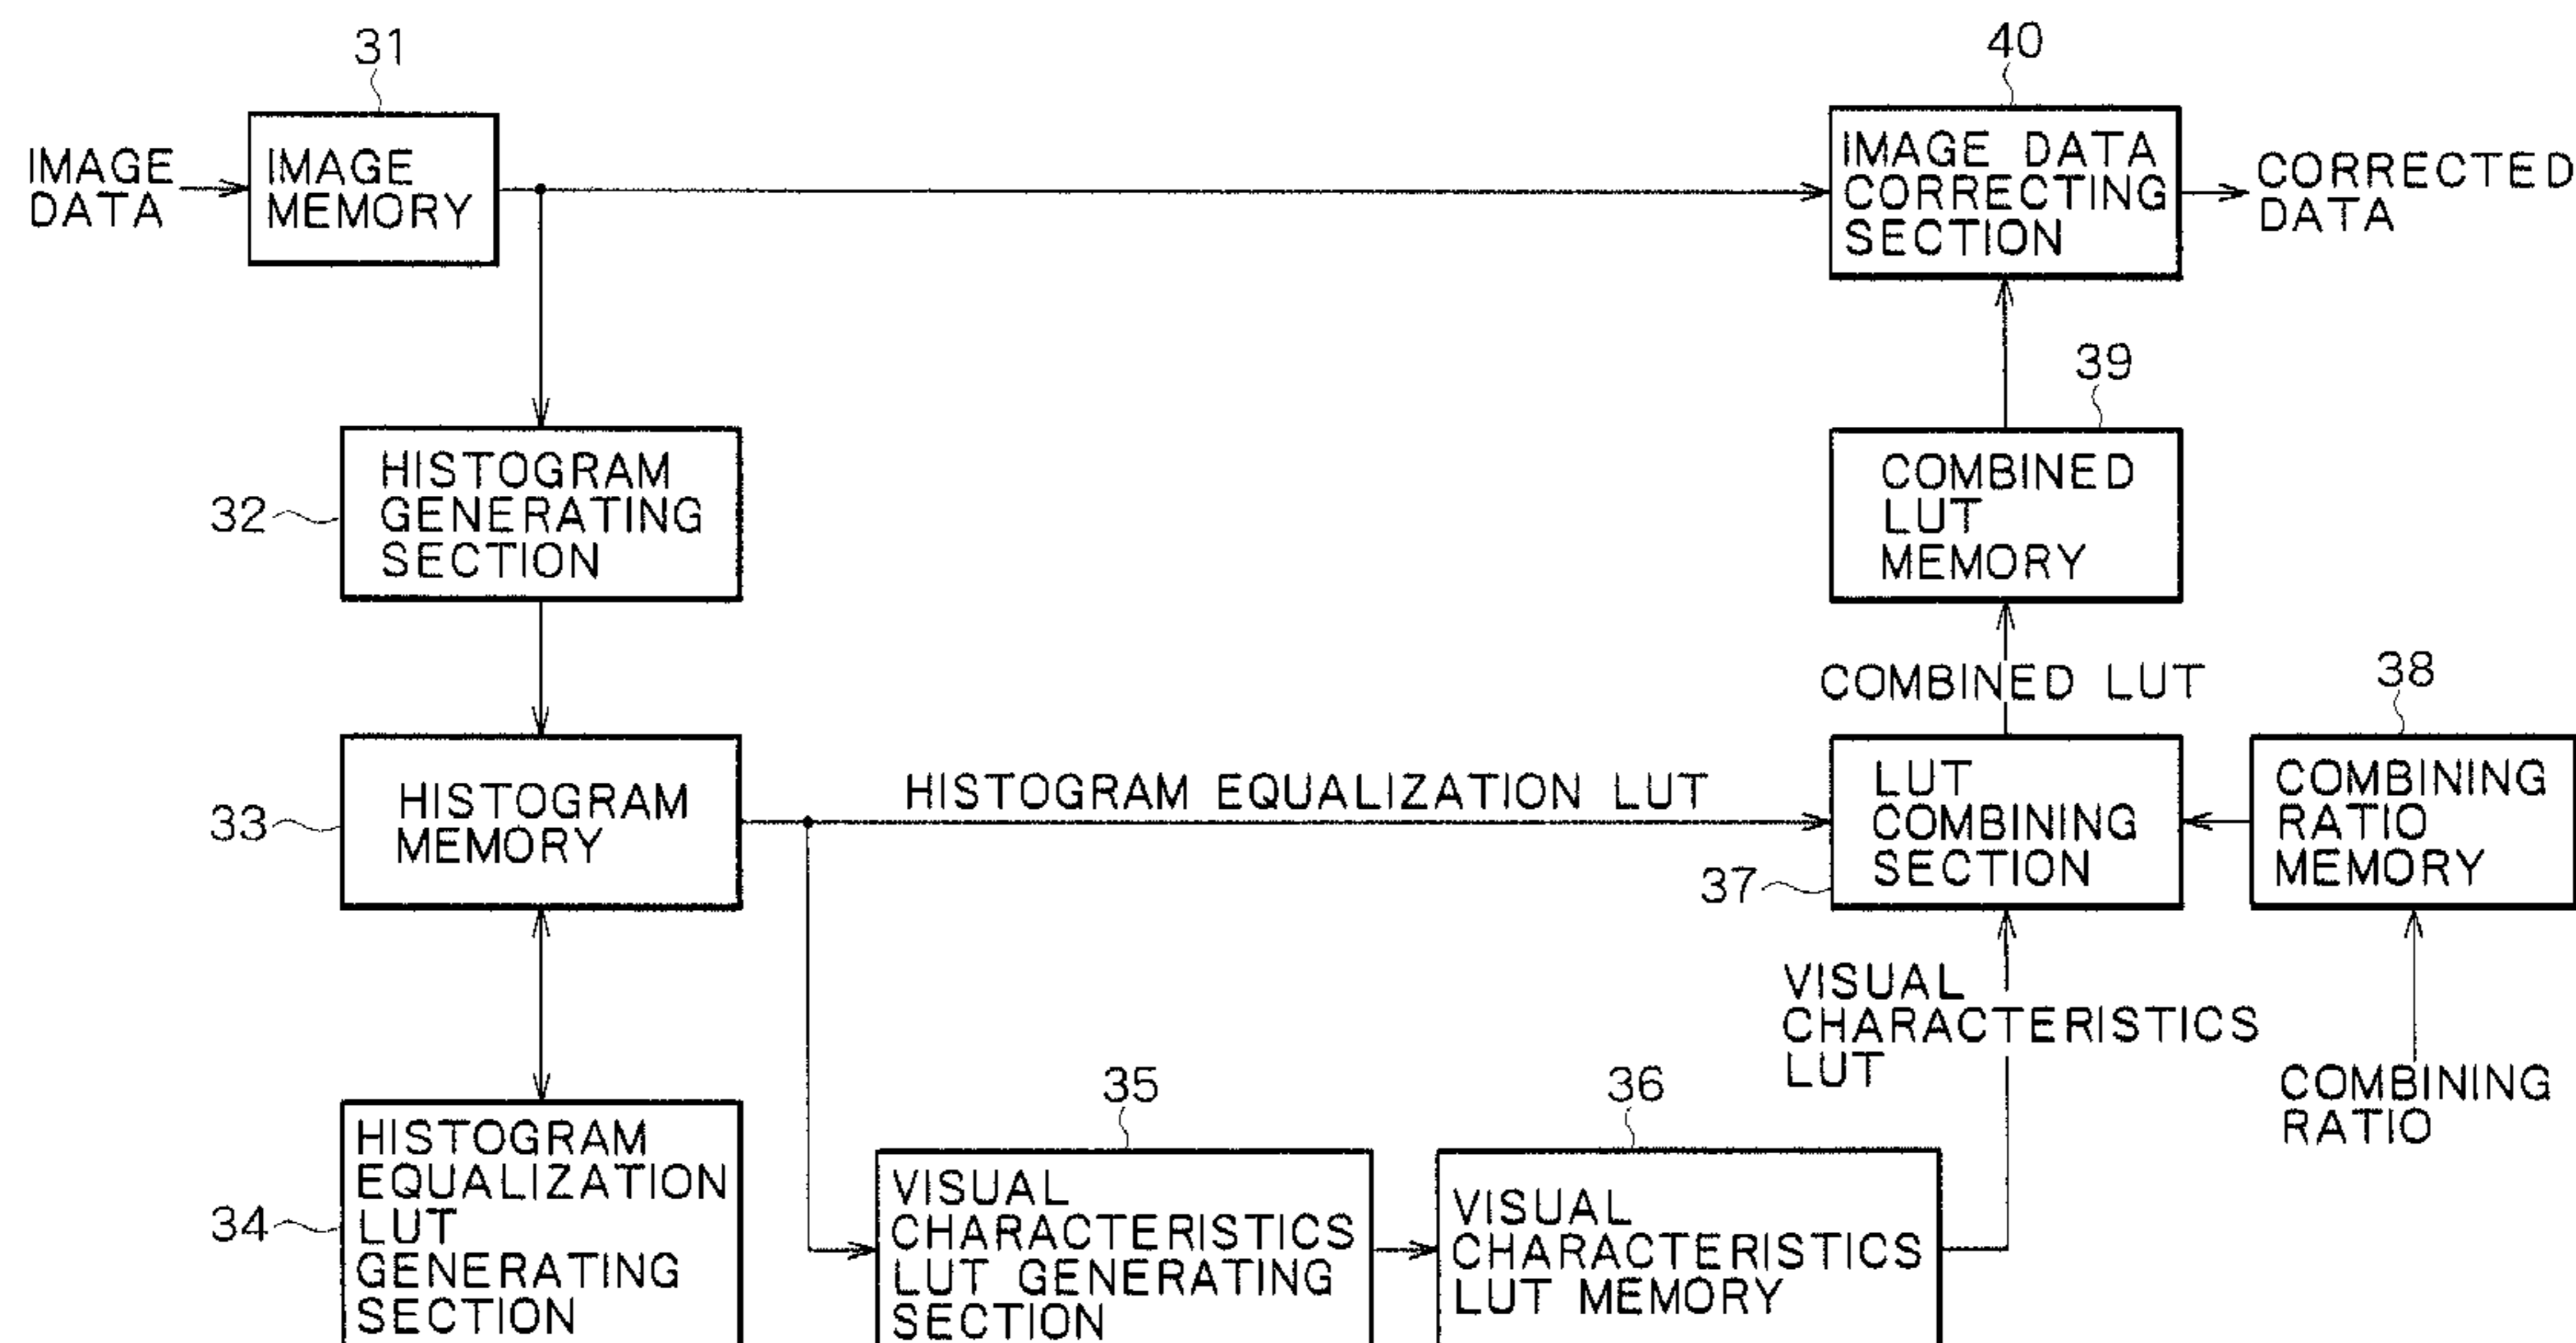 31
40
IMAGE
DATA
IMAGE
MEMORY
IMAGE DATA
CORRECTING
SECTION
CORRECTED
DATA
39
32
HISTOGRAM
GENERATING
SECTION
COMBINED
LUT
MEMORY
COMBINED LUT
38
33
HISTOGRAM
MEMORY
HISTOGRAM EQUALIZATION LUT
37
LUT
COMBINING
SECTION
COMBINING
RATIO
MEMORY
VISUAL
CHARACTERISTICS
LUT
COMBINING
RATIO
34
HISTOGRAM
EQUALIZATION
LUT
GENERATING
SECTION
35
VISUAL
CHARACTERISTICS
LUT GENERATING
SECTION
36
VISUAL
CHARACTERISTICS
LUT MEMORY